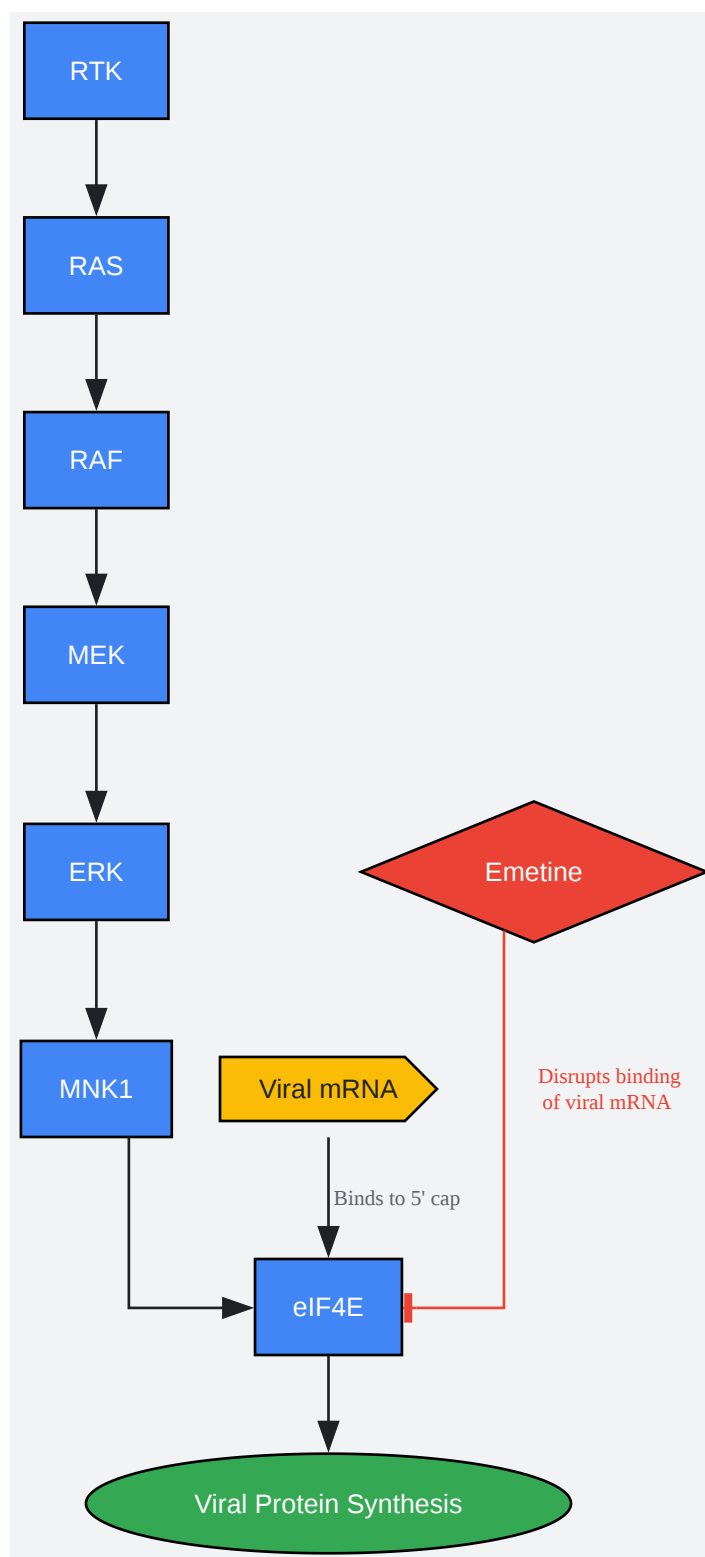 RTK
RAS
RAF
MEK
ERK
Emetine
MNK1
Viral mRNA
Disrupts binding
of viral mRNA
Binds to 5' cap
eIF4E
Viral Protein Synthesis